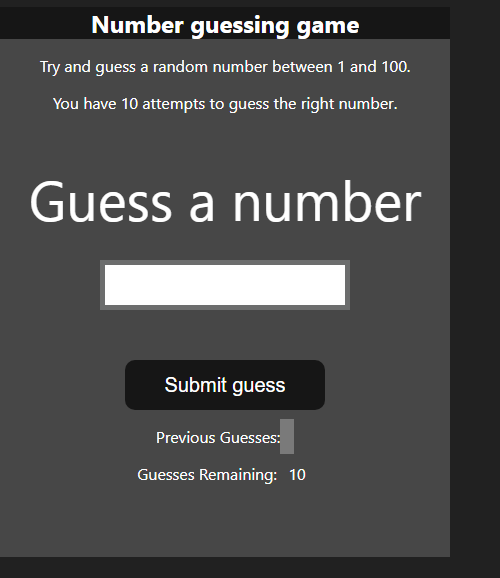 Number guessing game
Try and guess a random number between 1 and 100.
You have 10 attempts to guess the right number.
Guess a number
Submit guess
Previous Guesses:
Guesses Remaining: 10